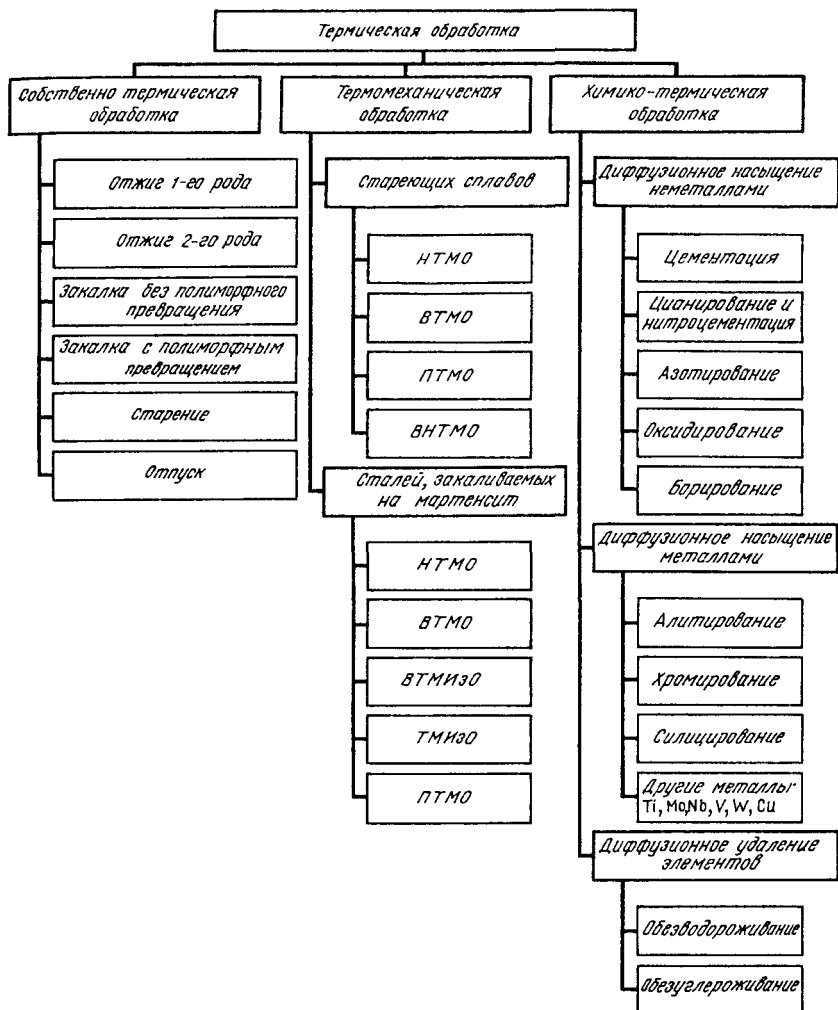 Термическая обработка
Собственно термическая
обработка
Отжиг 1-го рода
Отжиг 2-го рода
Закалка без полиморфного
превращения
Закалка с полиморфным
превращением
Старение
Отпуск
Термомеханическая
обработка
Стареющих сплавов
НТМО
ВТМО
ПТМО
ВНТМО
Сталей, закаливаемых
на мартенсит
НТМО
ВТМО
ВТМИзО
ТМИзО
ПТМО
Химико-термическая
обработка
Диффузионное насыщение
неметаллами
Цементация
Цианирование и
нитроцементация
Азотирование
Оксидирование
Борирование
Диффузионное насыщение
металлами
Алитирование
Хромирование
Силицирование
Другие металлы:
Ti, Mo,Nb, V, W, Cu
Диффузионное удаление
элементов
Обезводороживание
Обезуглероживание